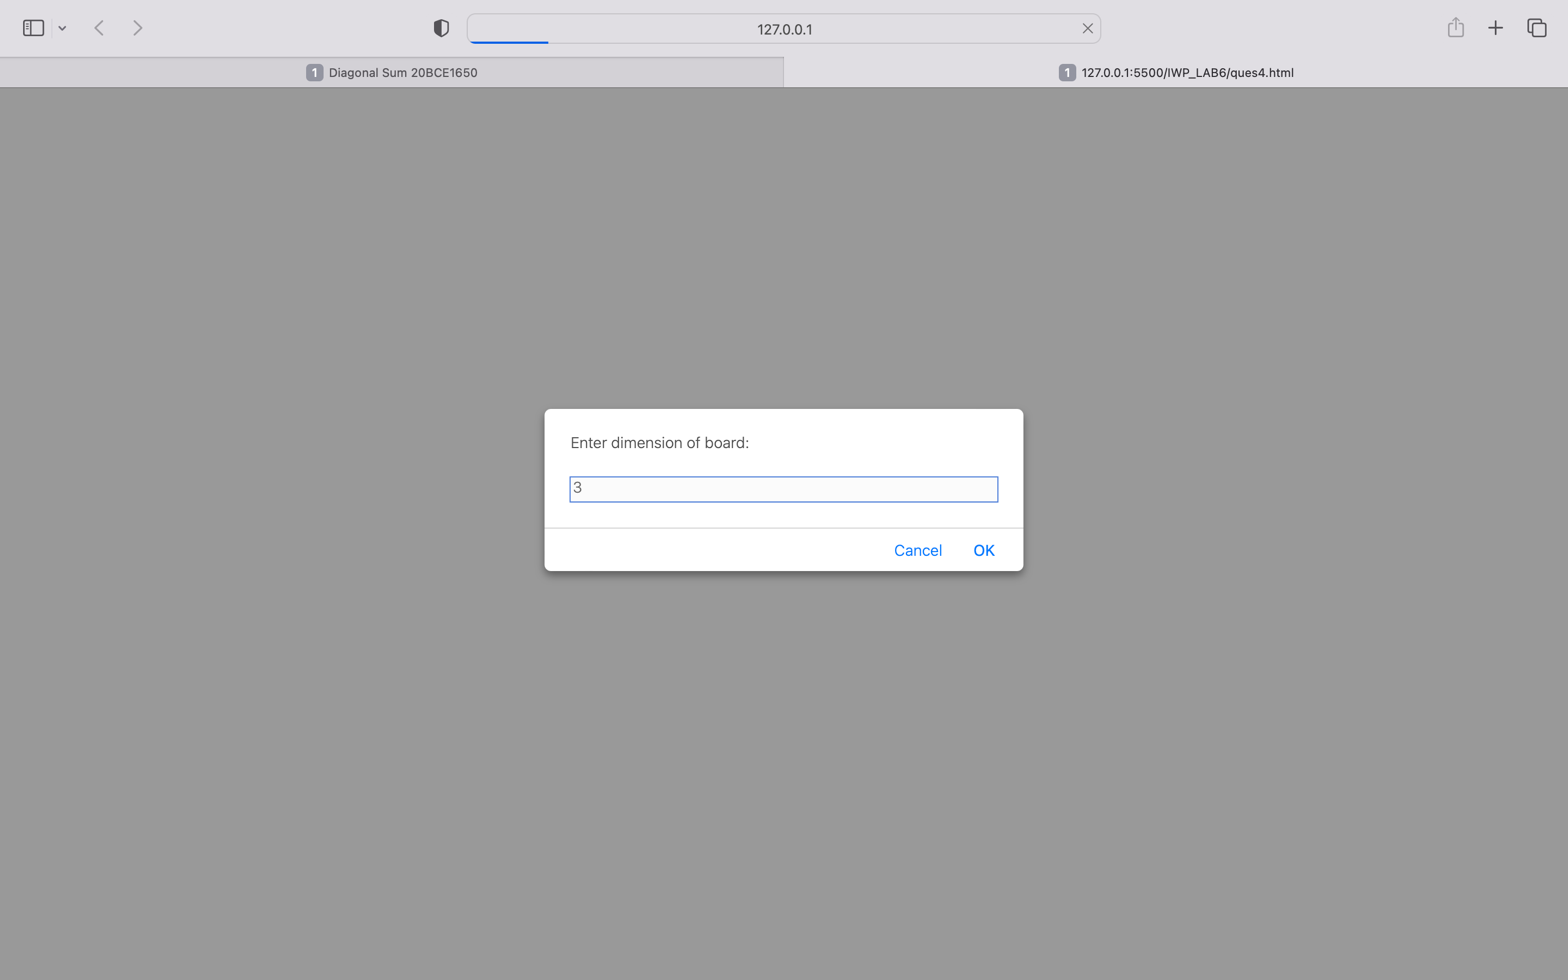 127.0.0.1
1 Diagonal Sum 20BCE1650
1 127.0.0.1:5500/IWP_LAB6/ques4.html
Enter dimension of board:
3
Cancel OK